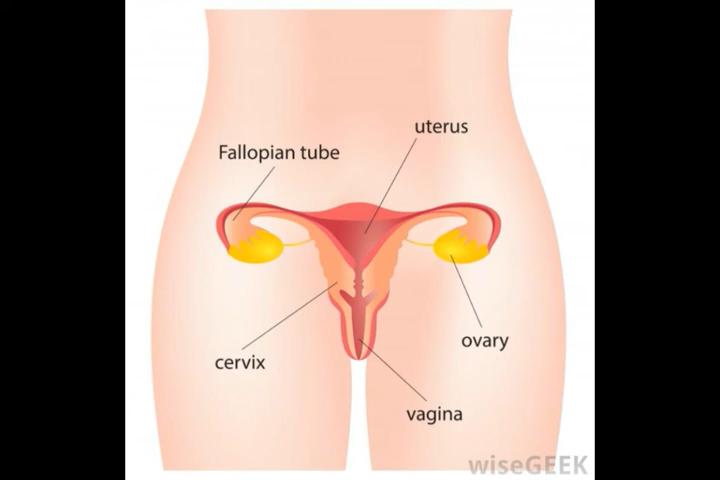 uterus
Fallopian tube
ovary
cervix
vagina
wiseGEEK